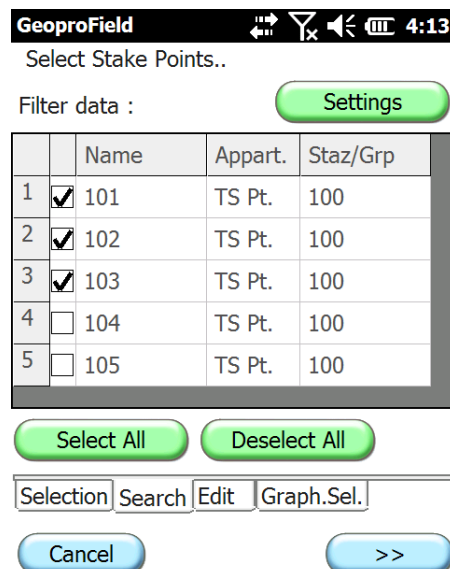 GeoproField 4:13
Select Stake Points..
Filter data : Settings
Name Appart. Staz/Grp
1 101 TS Pt. 100
2 102 TS Pt. 100
3 103 TS Pt. 100
4 104 TS Pt. 100
5 105 TS Pt. 100
Select All Deselect All
Selection Search Edit Graph.Sel.
Cancel >>